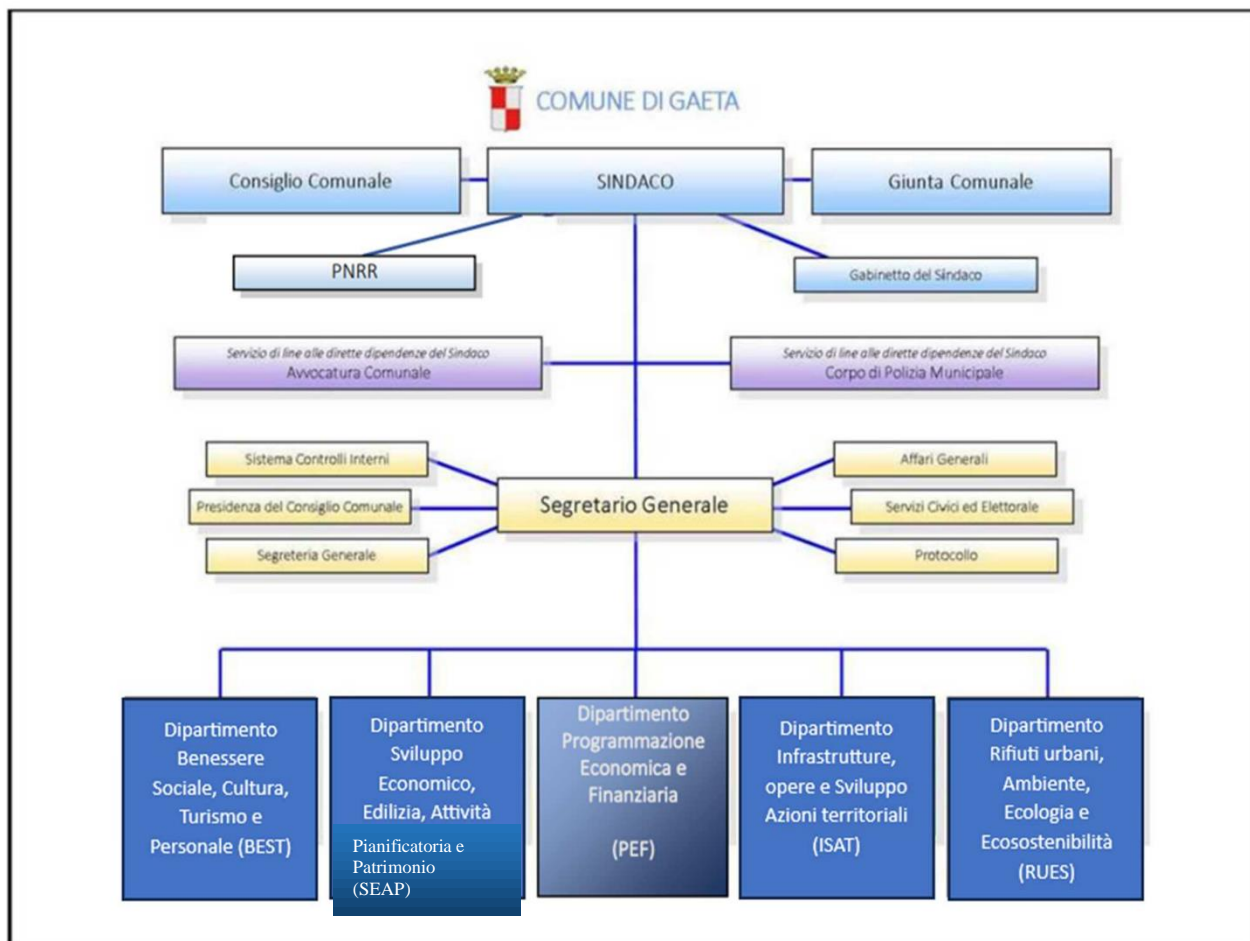 COMUNE DI GAETA
Consiglio Comunale
SINDACO
Giunta Comunale
PNRR
Gabinetto del Sindaco
Servizio di line alle dirette dipendenze del Sindaco
Avvocatura Comunale
Servizio di line alle dirette dipendenze del Sindaco
Corpo di Polizia Municipale
Sistema Controlli Interni
Affari Generali
Presidenza del Consiglio Comunale
Segretario Generale
Servizi Civici ed Elettorale
Segreteria Generale
Protocollo
Dipartimento
Benessere
Sociale, Cultura,
Turismo e
Personale (BEST)
Dipartimento
Sviluppo
Economico,
Edilizia, Attività
Pianificatoria e
Patrimonio
(SEAP)
Dipartimento
Programmazione
Economica e
Finanziaria
(PEF)
Dipartimento
Infrastrutture,
opere e Sviluppo
Azioni territoriali
(ISAT)
Dipartimento
Rifiuti urbani,
Ambiente,
Ecologia e
Ecosostenibilità
(RUES)